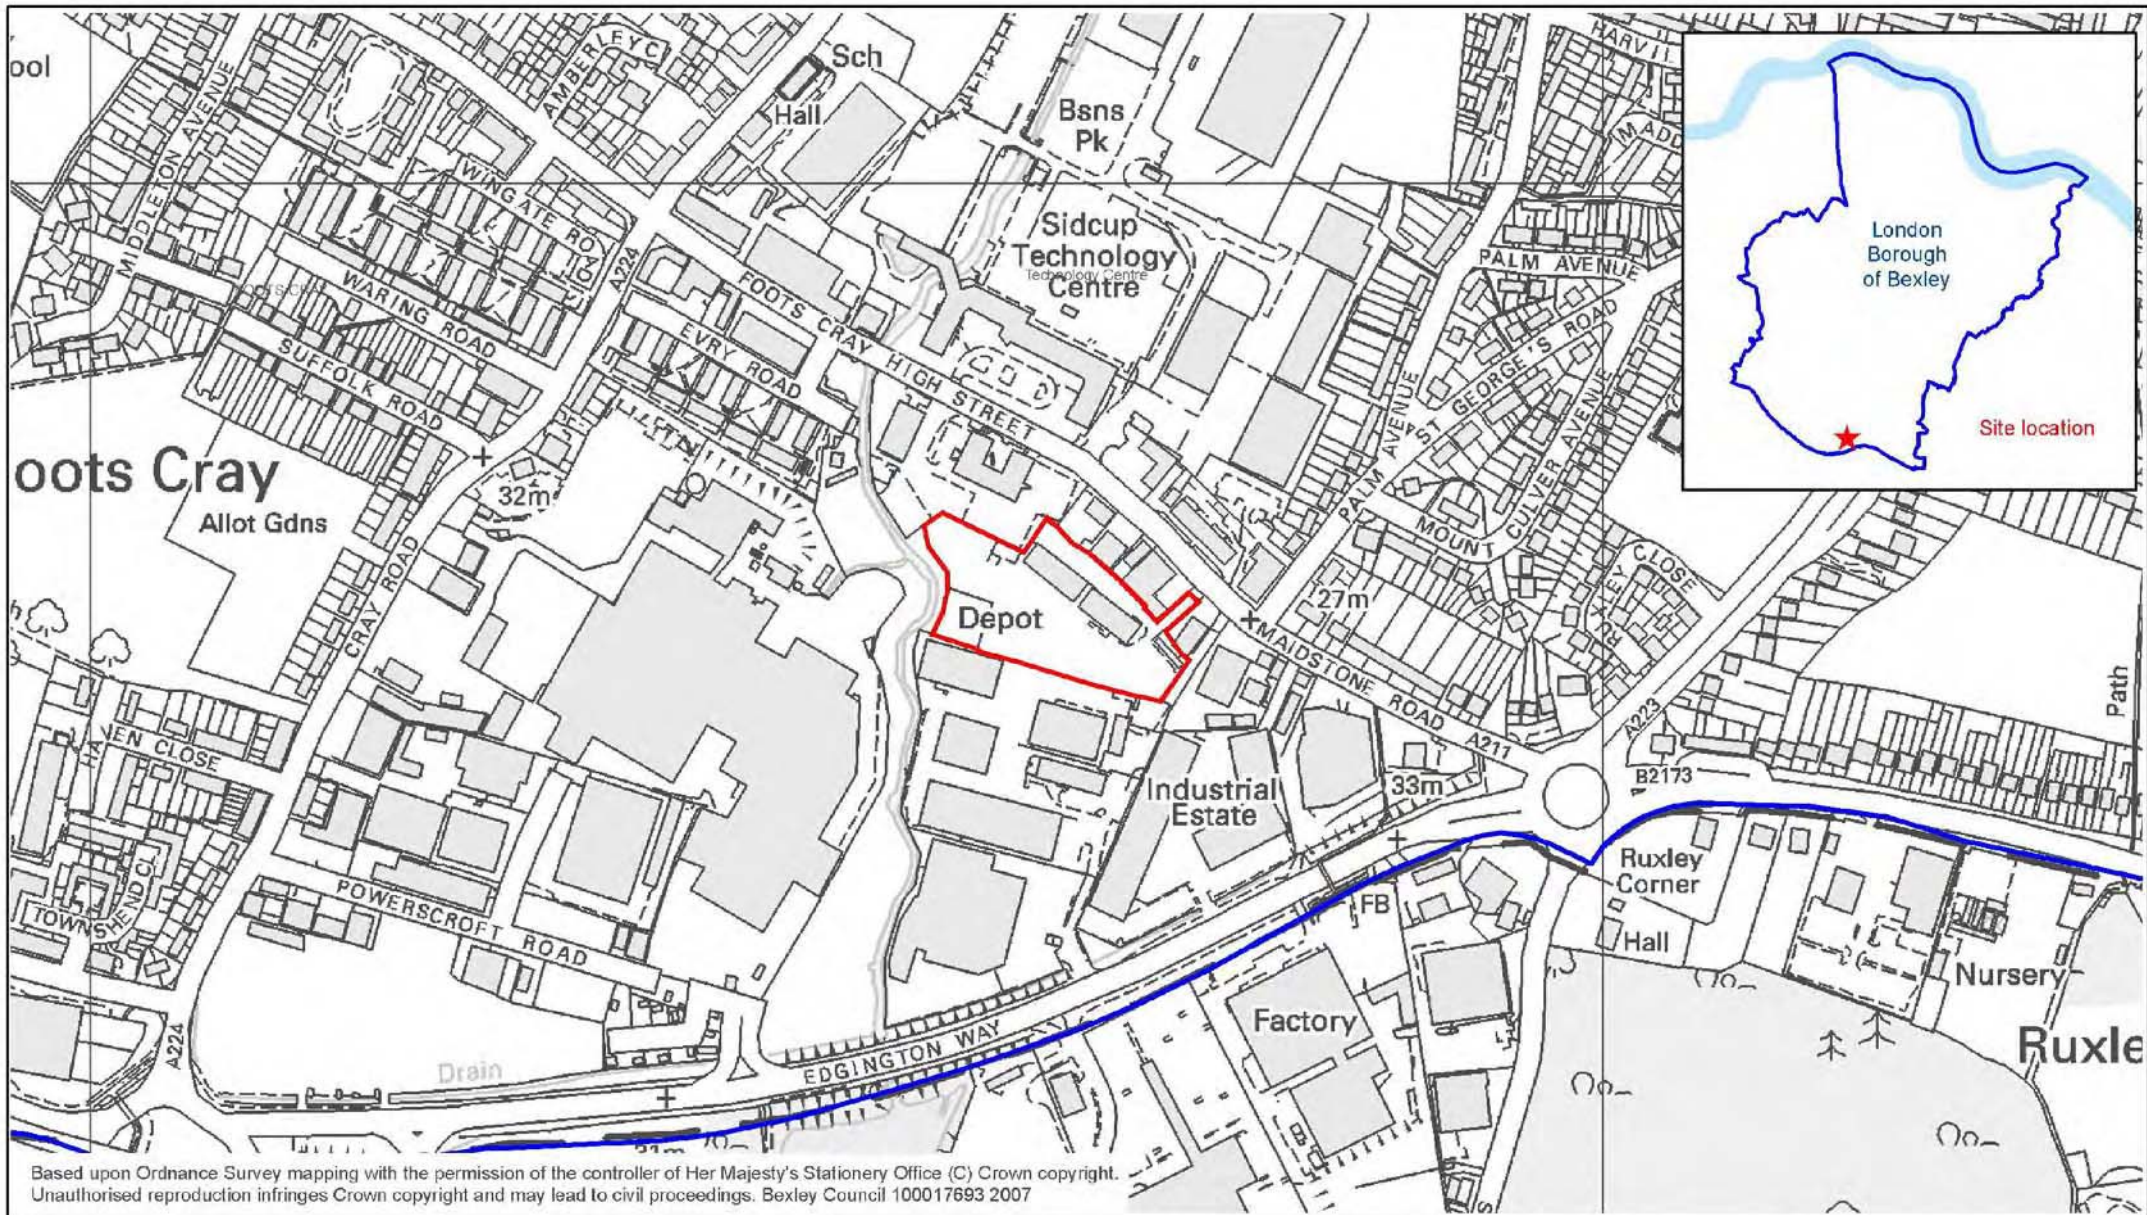 ool
MIDDLETON AVENUE
AMBERLEY C
Sch
Hall
Bsns
Pk
PALM AVENUE
London
Borough
of Bexley
Site location
WINGATE ROAD
WARING ROAD
SUFFOLK ROAD
A224
Sidcup
Technology
Technology Centre
Centre
FOOTS CRAY HIGH STREET
EVRY ROAD
ST GEORGE'S ROAD
CULVER AVENUE
PALM AVENUE
MOUNT
RUXLEY CLOSE
oots Cray
Allot Gdns
32m
CRAY ROAD
Depot
27m
MAIDSTONE ROAD
A211
A223
B2173
Path
33m
Industrial
Estate
HAVEN CLOSE
TOWNSHEND CL
POWERSCROFT ROAD
FB
Ruxley
Corner
Hall
Nursery
Factory
Ruxle
A224
Drain
EDGINGTON WAY
31m
Based upon Ordnance Survey mapping with the permission of the controller of Her Majesty's Stationery Office (C) Crown copyright.
Unauthorised reproduction infringes Crown copyright and may lead to civil proceedings. Bexley Council 100017693 2007